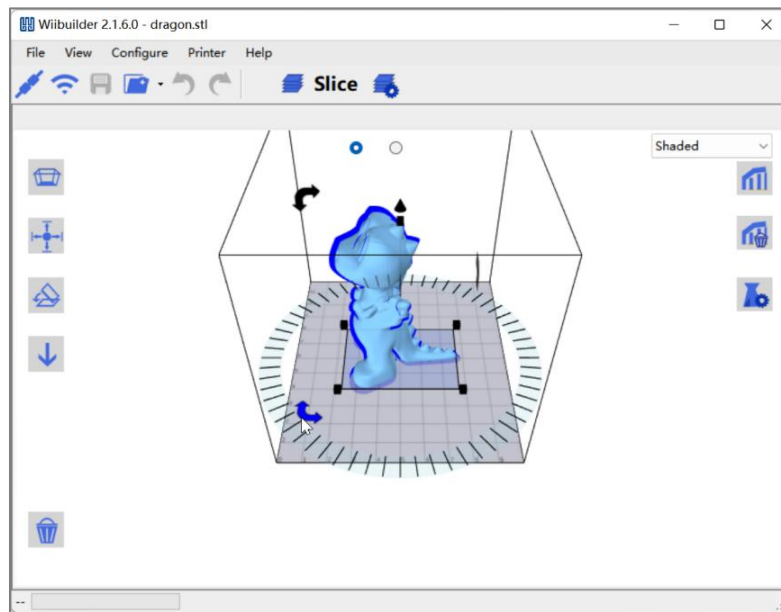 Wiibuilder 2.1.6.0 - dragon.stl
File View Configure Printer Help
Slice
Shaded
--